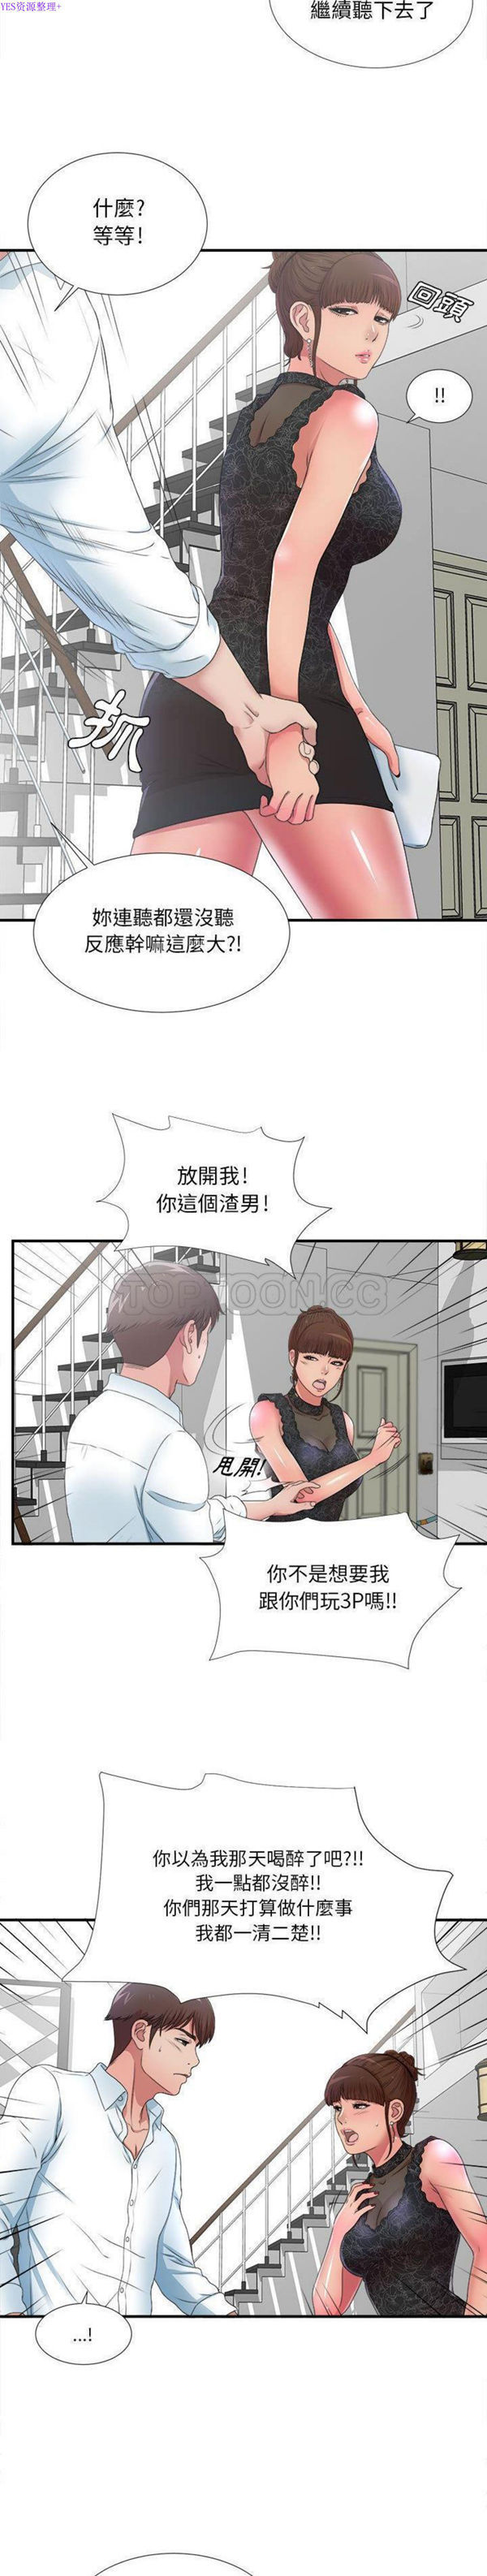 YES资源整理+
繼續聽下去了
什麼?
等等!
回頭
!!
抓
妳連聽都還沒聽
反應幹嘛這麼大?!
放開我!
你這個渣男!
TOPTOON.CC
甩開!
你不是想要我
跟你們玩3P嗎!!
你以為我那天喝醉了吧?!!
我一點都沒醉!!
你們那天打算做什麼事
我都一清二楚!!
...!